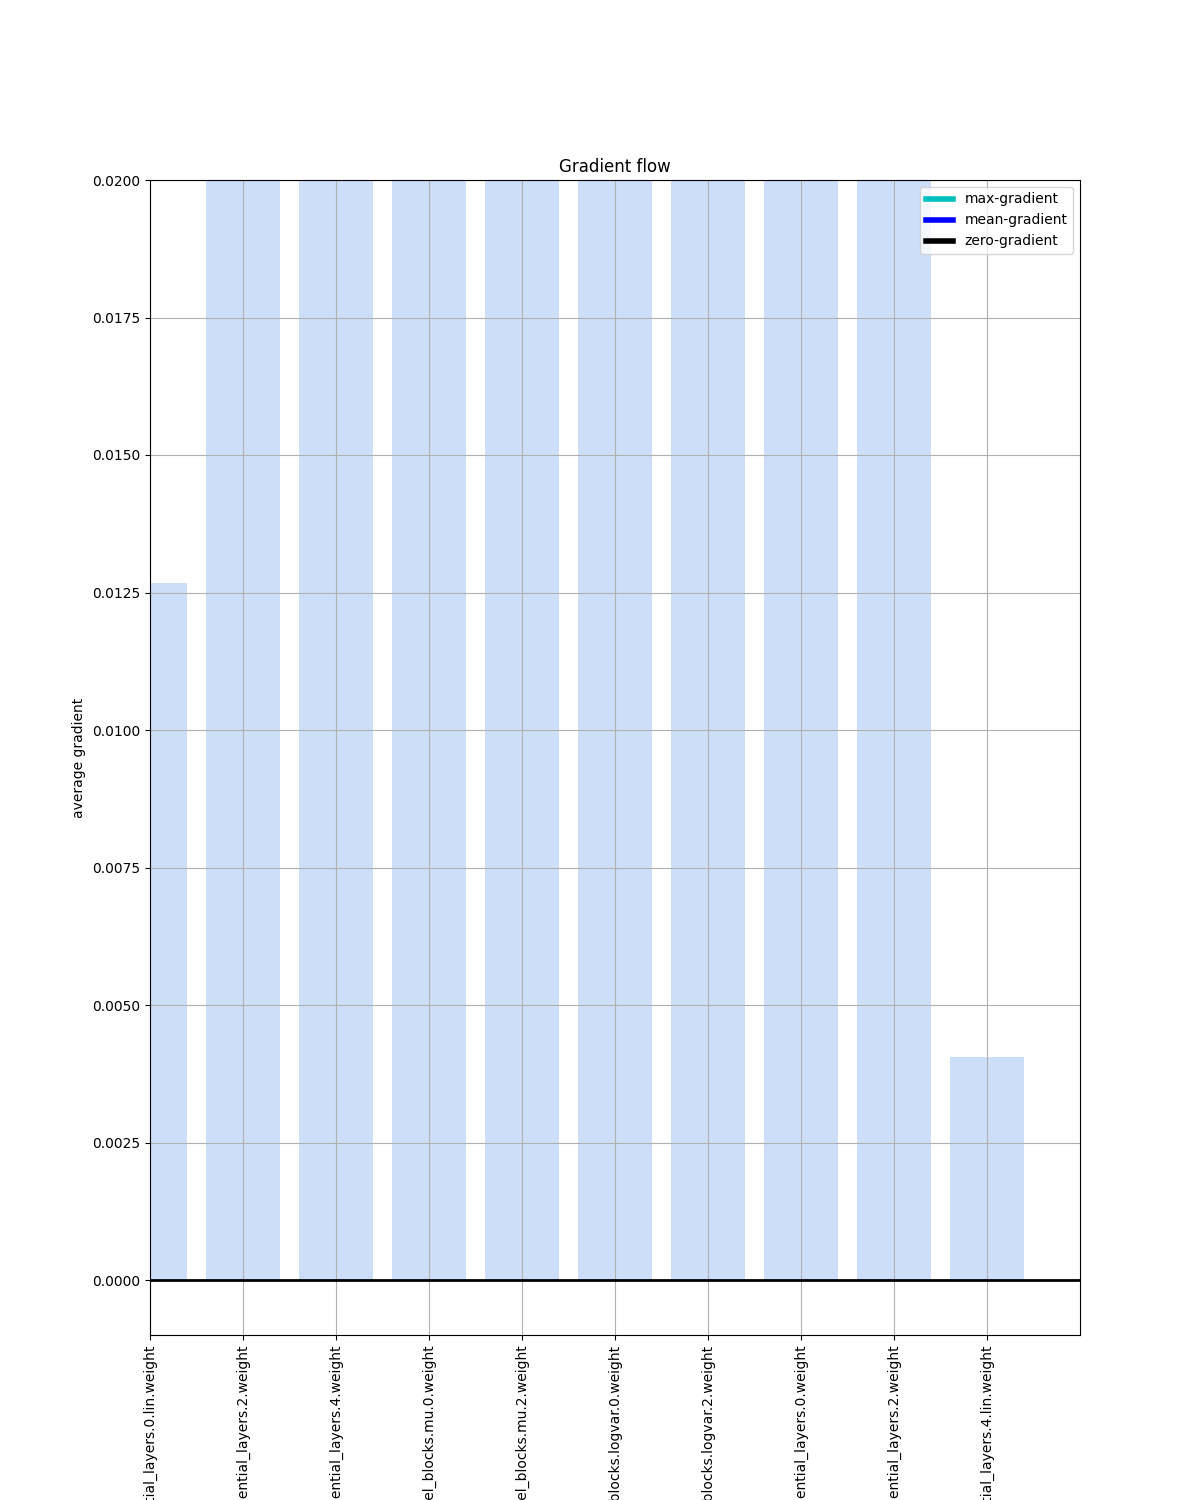 Gradient flow
max-gradient
mean-gradient
zero-gradient
0.0200
0.0175
0.0150
0.0125
0.0100
0.0075
0.0050
0.0025
0.0000
average gradient
tial_layers.0.lin.weight
ential_layers.2.weight
ential_layers.4.weight
el_blocks.mu.0.weight
el_blocks.mu.2.weight
blocks.logvar.0.weight
blocks.logvar.2.weight
ential_layers.0.weight
ential_layers.2.weight
tial_layers.4.lin.weight